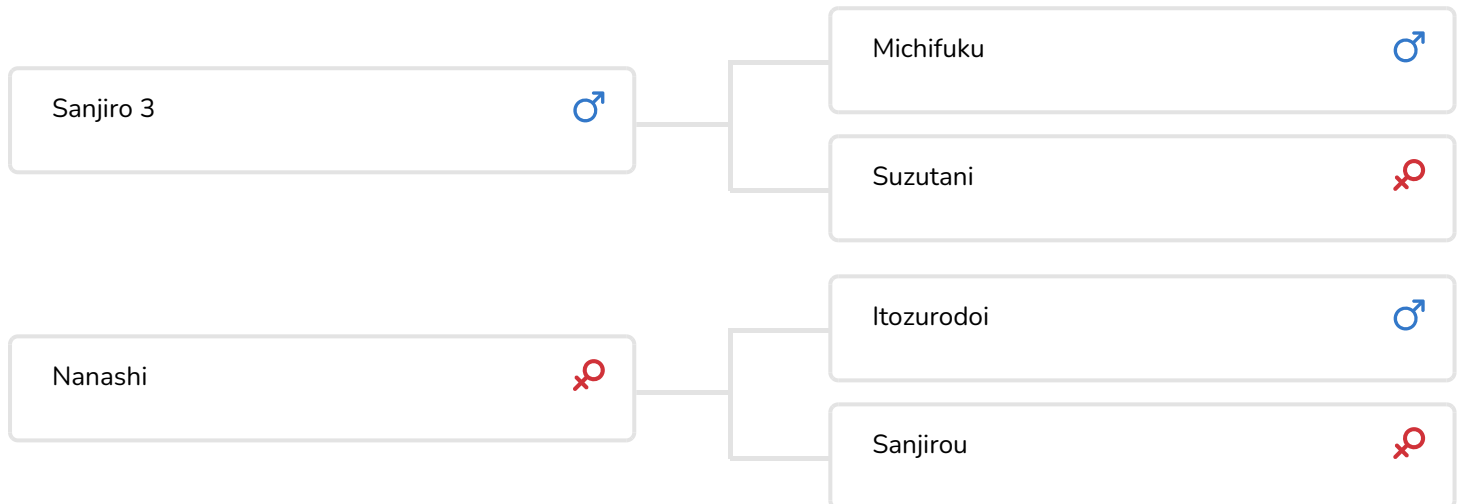 Michifuku
Sanjiro 3
Suzutani
Itozurodoi
Nanashi
Sanjirou